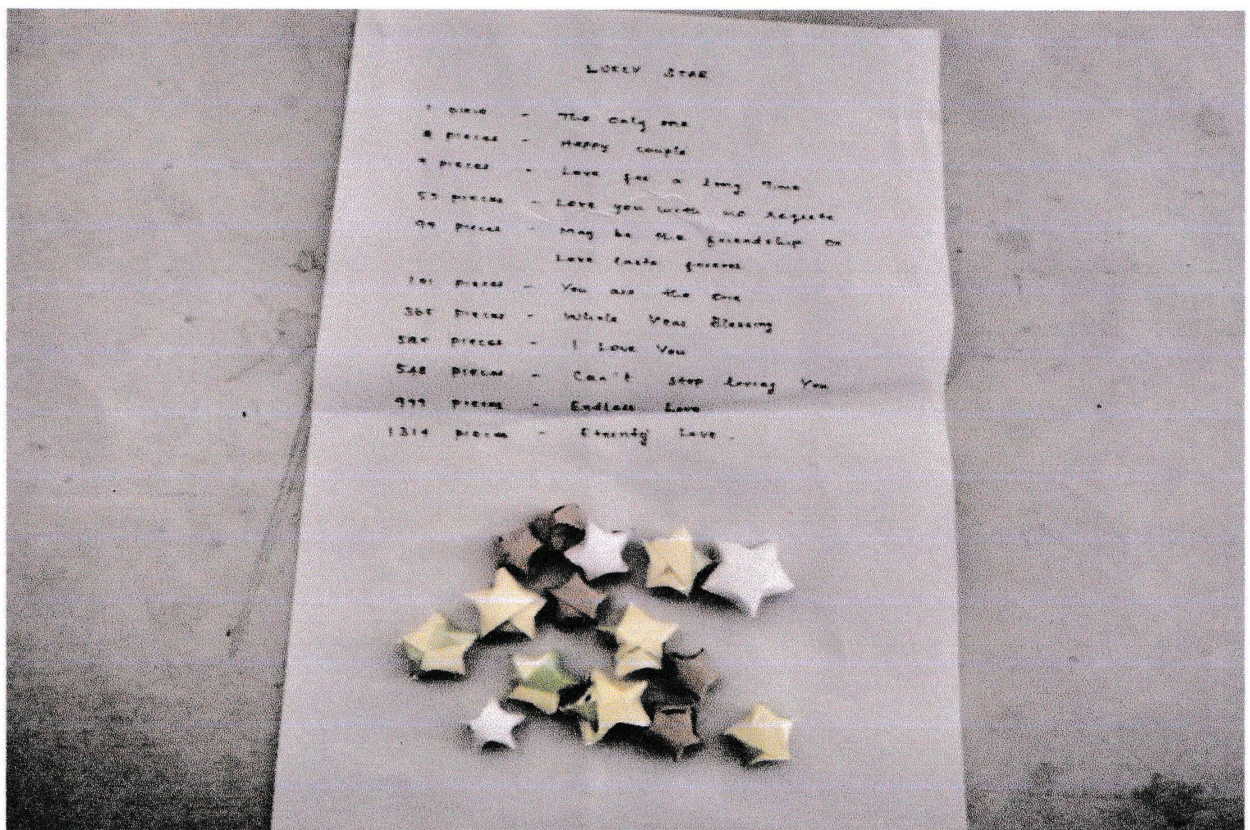 LUCKY STAR
1 piece - The only one
pieces - Happy couple
pieces - Love for a long Time
pieces - Love you with no regrets
99 pieces - May be the friendship or
Love lasts forever
101 pieces - You are the one
365 pieces - Whole Year Blessing
pieces - I Love You
548 pieces - Can't stop loving You
999 pieces - Endless Love
1314 pieces - Eternity Love.